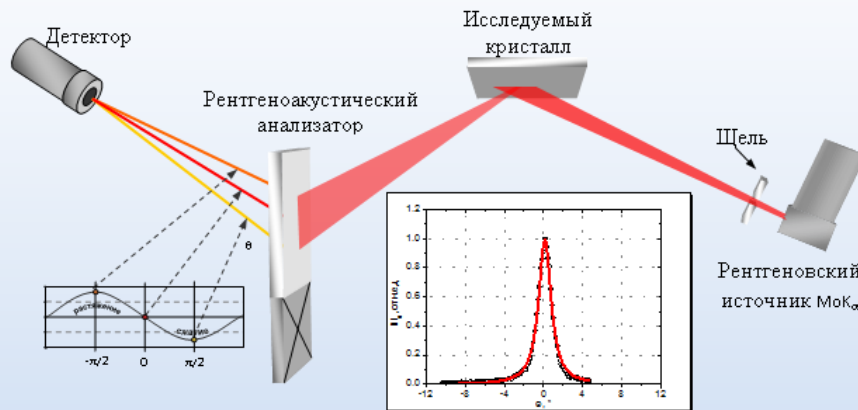 Детектор
Исследуемый
кристалл
Рентгеноакустический
анализатор
Щель
Рентгеновский
источник MoKα
θ
растяжение
сжатие
-π/2 0 π/2
1.2
1.0
0.8
0.6
0.4
0.2
0.0
-12 -8 -4 0 4 8 12